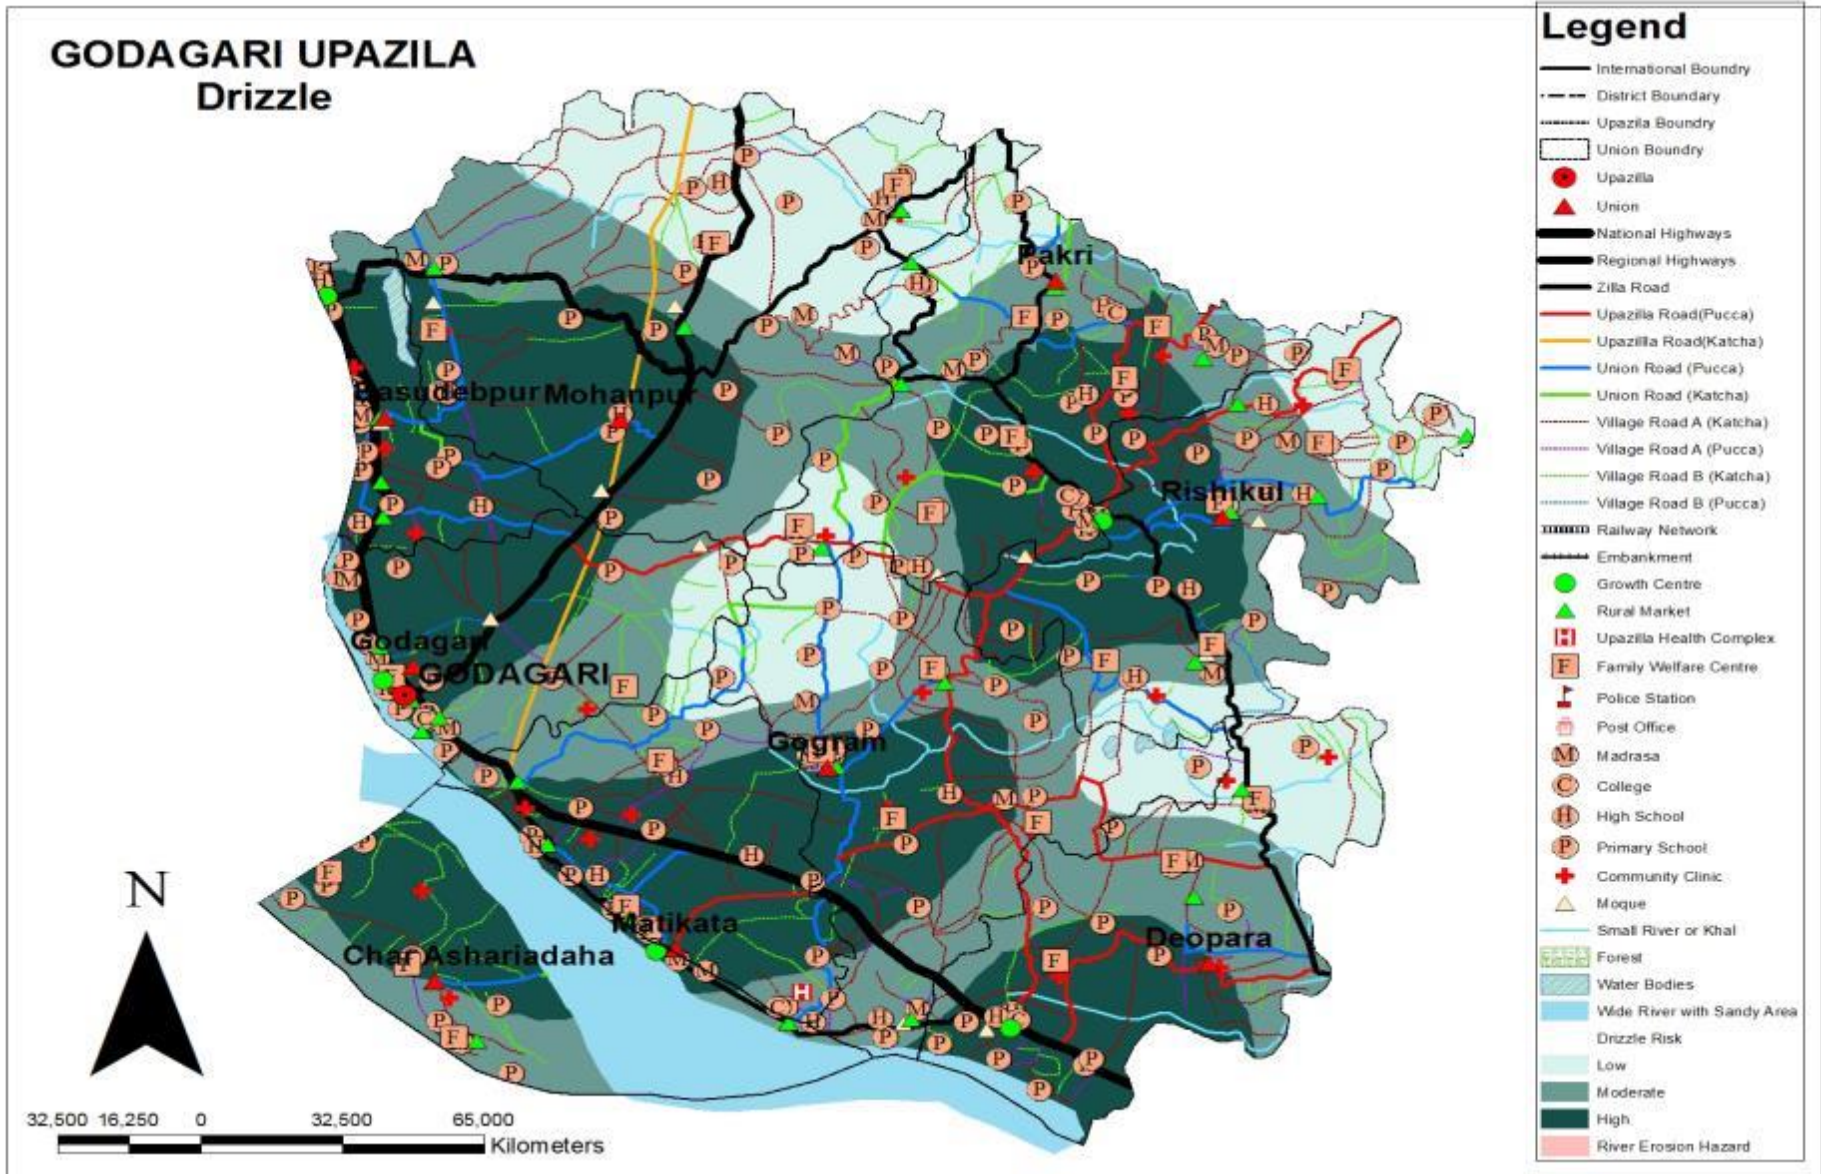 GODAGARI UPAZILA
Drizzle
Pakri
Basudebpur
Mohanpur
Rishikul
Godagari
GODAGARI
Gogram
Matikata
Char Ashariadaha
Deopara
N
32,500 16,250 0 32,500 65,000
Kilometers
Legend
International Boundry
District Boundary
Upazila Boundry
Union Boundry
Upazilla
Union
National Highways
Regional Highways
Zilla Road
Upazilla Road(Pucca)
Upazillla Road(Katcha)
Union Road (Pucca)
Union Road (Katcha)
Village Road A (Katcha)
Village Road A (Pucca)
Village Road B (Katcha)
Village Road B (Pucca)
Railway Network
Embankment
Growth Centre
Rural Market
H Upazilla Health Complex
F Family Welfare Centre
Police Station
Post Office
M Madrasa
C College
H High School
P Primary School
Community Clinic
Moque
Small River or Khal
Forest
Water Bodies
Wide River with Sandy Area
Drizzle Risk
Low
Moderate
High
River Erosion Hazard